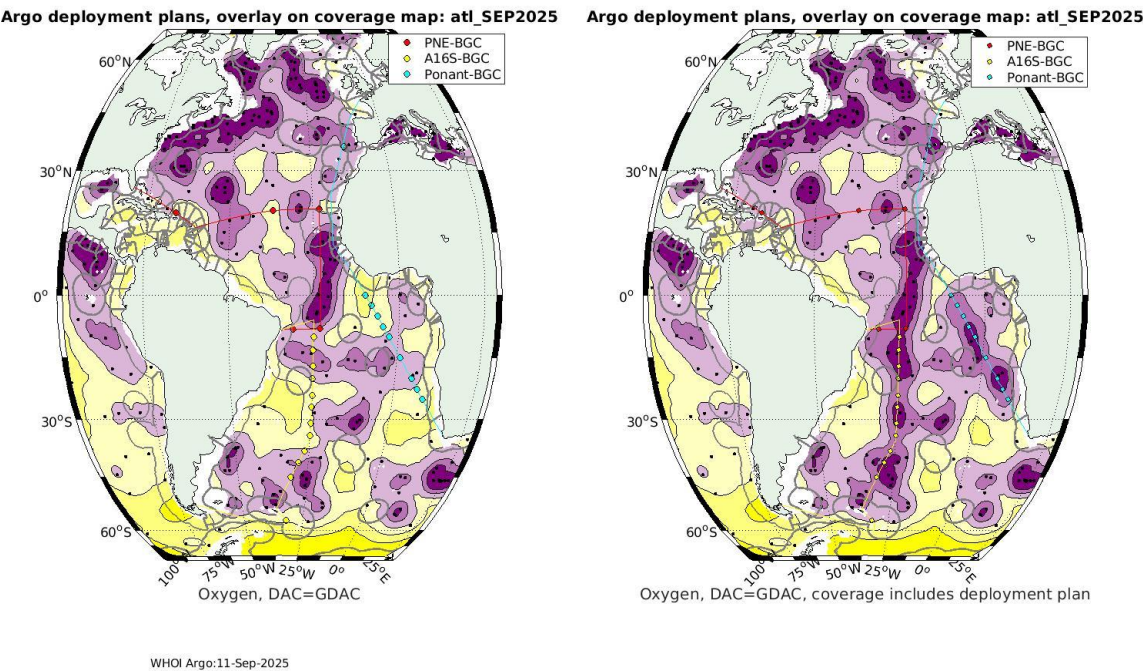 Argo deployment plans, overlay on coverage map: atl_SEP2025
PNE-BGC
A16S-BGC
Ponant-BGC
60°N
30°N
0°
30°S
60°S
100°W
75°W
50°W
25°W
0°
25°E
Oxygen, DAC=GDAC
Argo deployment plans, overlay on coverage map: atl_SEP2025
PNE-BGC
A16S-BGC
Ponant-BGC
60°N
30°N
0°
30°S
60°S
100°W
75°W
50°W
25°W
0°
25°E
Oxygen, DAC=GDAC, coverage includes deployment plan
WHOI Argo:11-Sep-2025